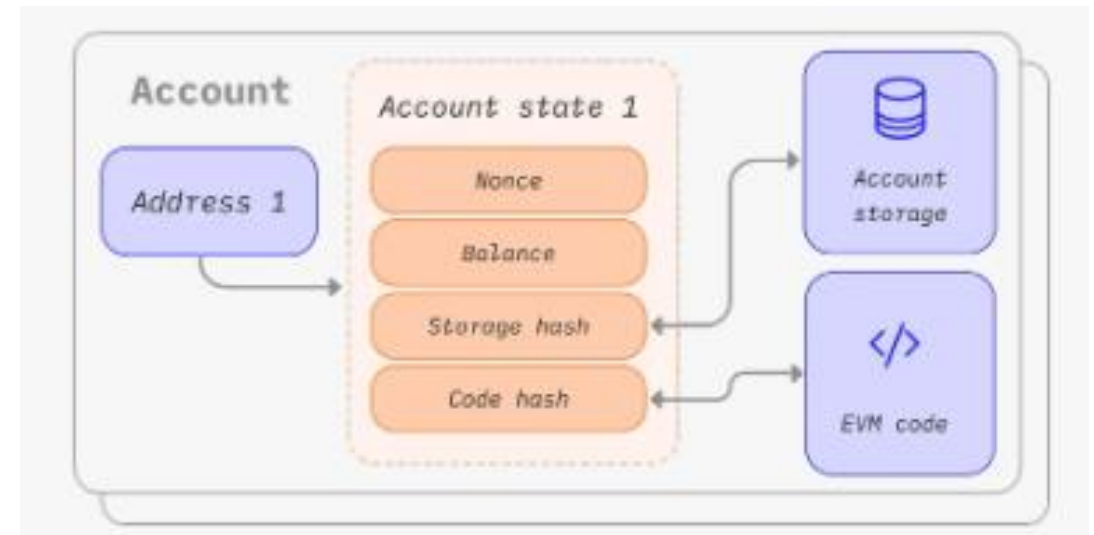 Account
Address 1
Account state 1
Nonce
Balance
Storage hash
Code hash
Account
storage
EVM code